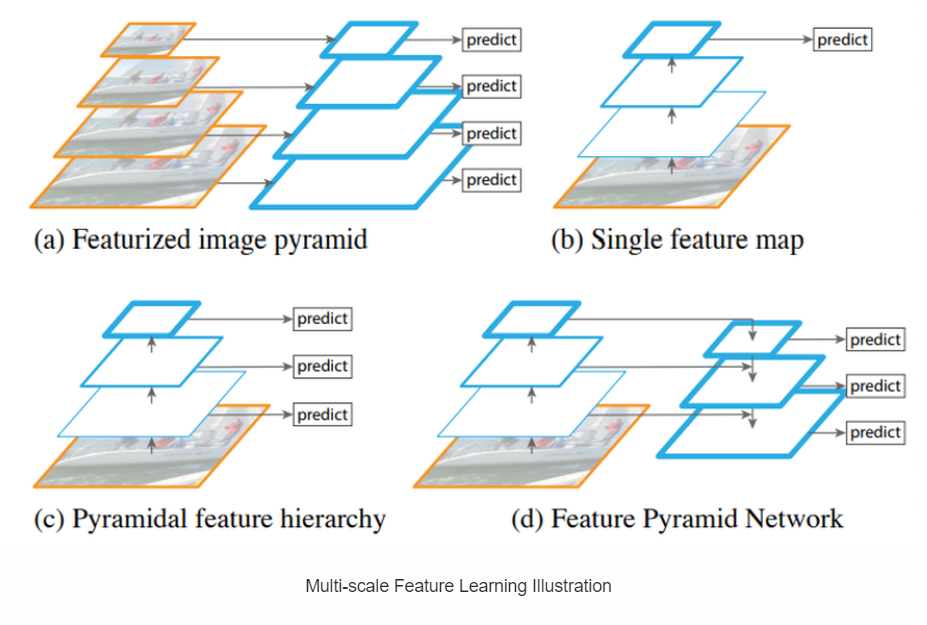 predict
predict
predict
predict
(a) Featurized image pyramid
predict
(b) Single feature map
predict
predict
predict
(c) Pyramidal feature hierarchy
predict
predict
predict
(d) Feature Pyramid Network
Multi-scale Feature Learning Illustration